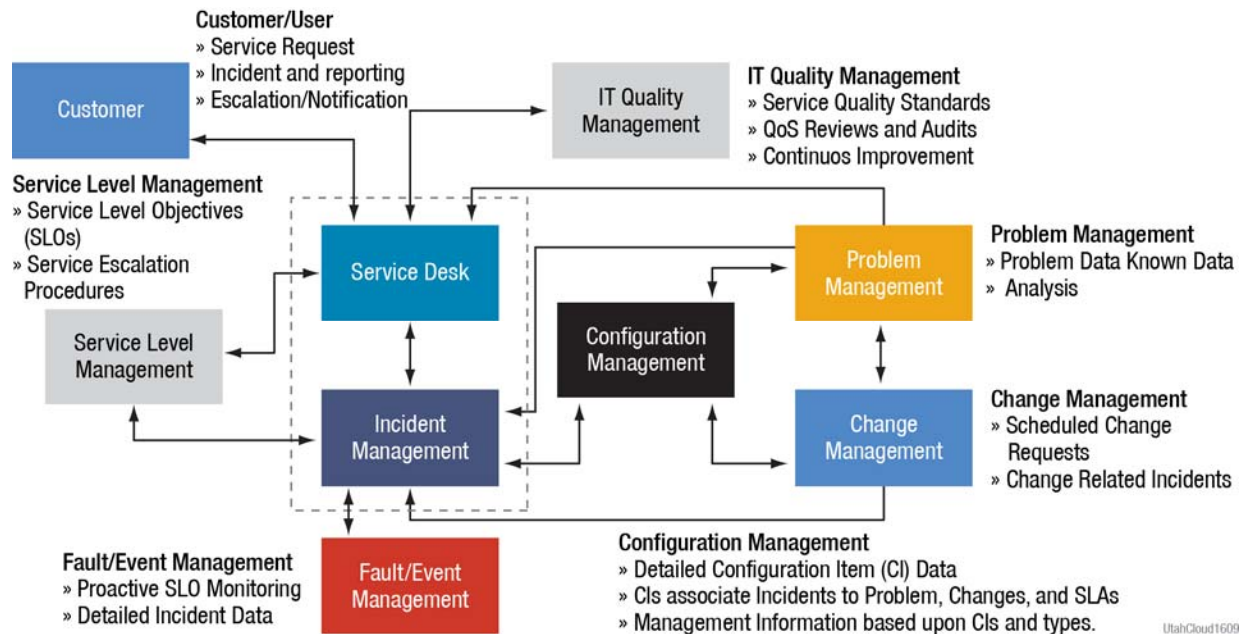 Customer/User
» Service Request
» Incident and reporting
» Escalation/Notification
Customer
IT Quality
Management
IT Quality Management
» Service Quality Standards
» QoS Reviews and Audits
» Continuos Improvement
Service Level Management
» Service Level Objectives
(SLOs)
» Service Escalation
Procedures
Service Desk
Problem
Management
Problem Management
» Problem Data Known Data
» Analysis
Service Level
Management
Configuration
Management
Incident
Management
Change
Management
Change Management
» Scheduled Change
Requests
» Change Related Incidents
Fault/Event Management
» Proactive SLO Monitoring
» Detailed Incident Data
Fault/Event
Management
Configuration Management
» Detailed Configuration Item (CI) Data
» CIs associate Incidents to Problem, Changes, and SLAs
» Management Information based upon CIs and types.
UtahCloud1609